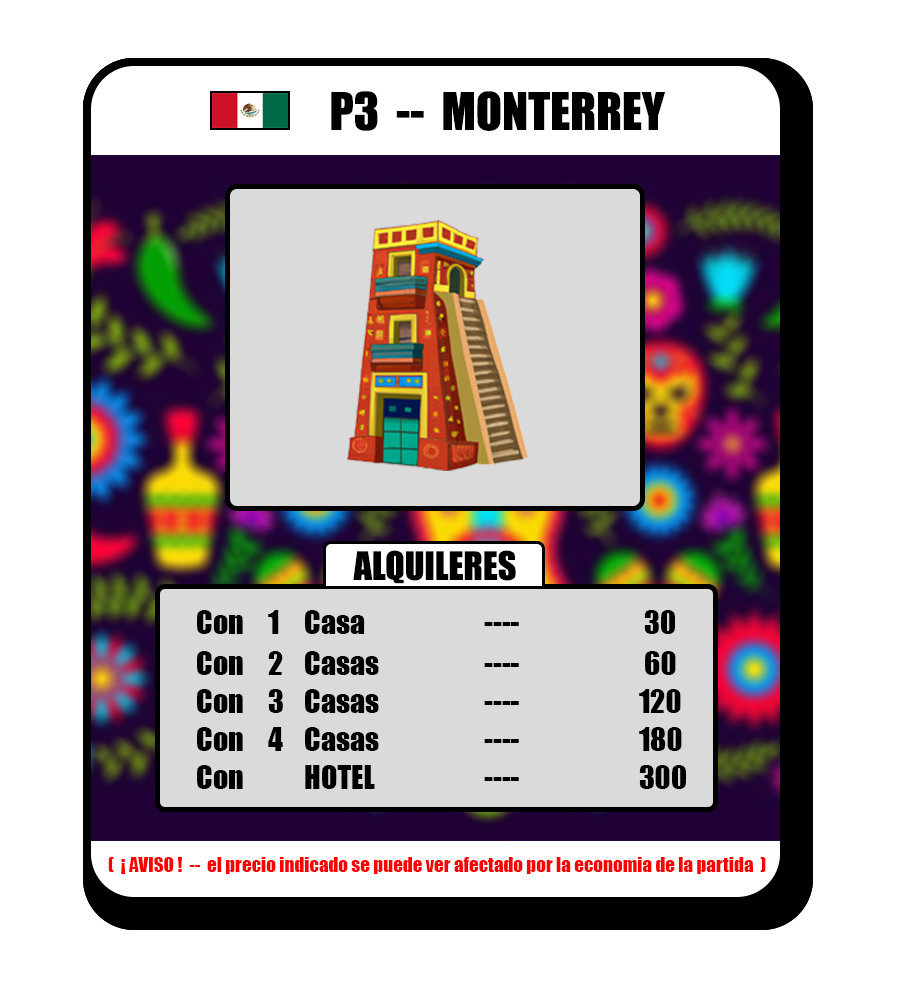 P3 -- MONTERREY
ALQUILERES
Con 1 Casa ---- 30
Con 2 Casas ---- 60
Con 3 Casas ---- 120
Con 4 Casas ---- 180
Con HOTEL ---- 300
( ¡ AVISO ! -- el precio indicado se puede ver afectado por la economia de la partida )